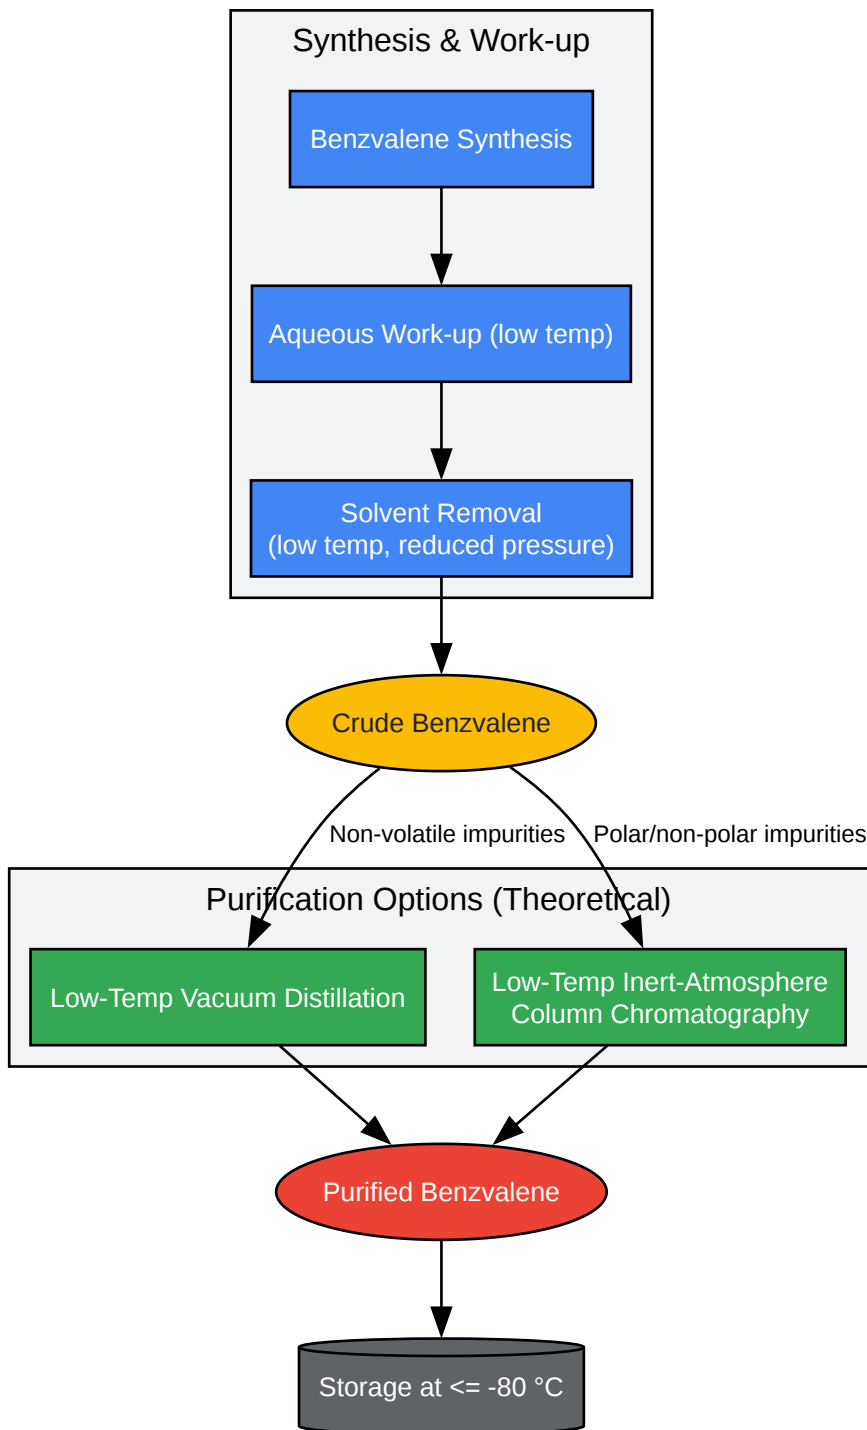 Synthesis & Work-up
Benzvalene Synthesis
Aqueous Work-up (low temp)
Solvent Removal
(low temp, reduced pressure)
Crude Benzvalene
Non-volatile impurities
Polar/non-polar impurities
Purification Options (Theoretical)
Low-Temp Vacuum Distillation
Low-Temp Inert-Atmosphere
Column Chromatography
Purified Benzvalene
Storage at <= -80 °C